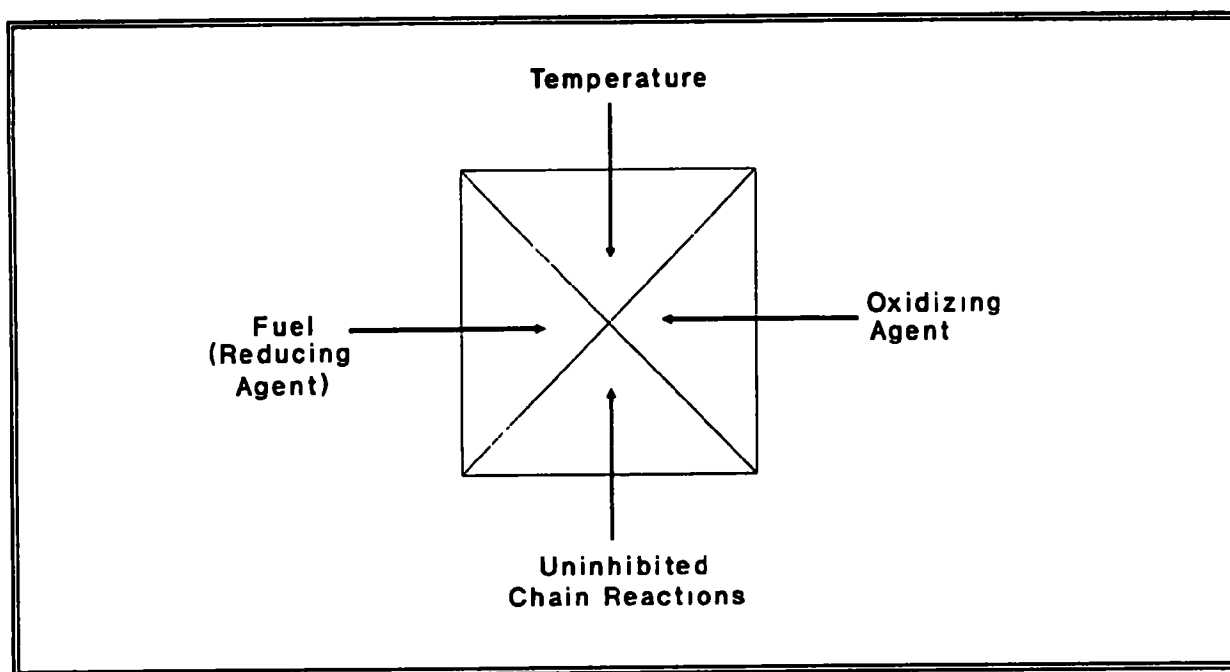 Temperature
Fuel
(Reducing
Agent)
Oxidizing
Agent
Uninhibited
Chain Reactions